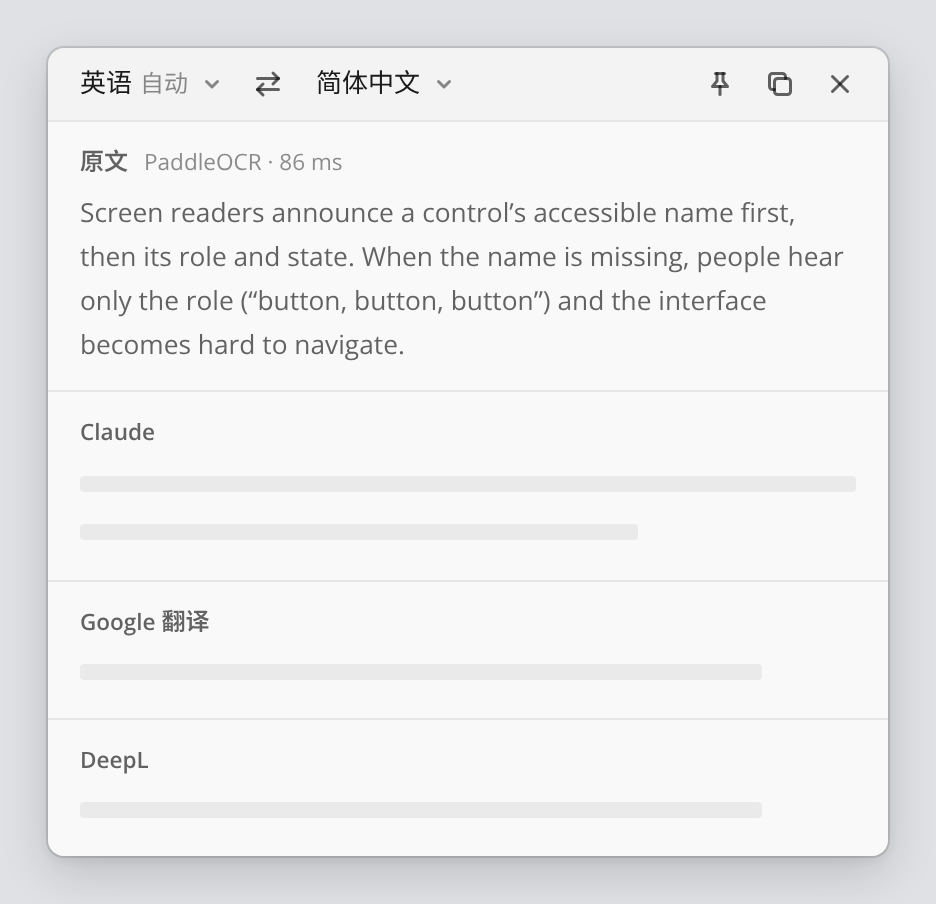 英语 自动 简体中文
原文 PaddleOCR · 86 ms
Screen readers announce a control’s accessible name first,
then its role and state. When the name is missing, people hear
only the role (“button, button, button”) and the interface
becomes hard to navigate.
Claude
Google 翻译
DeepL